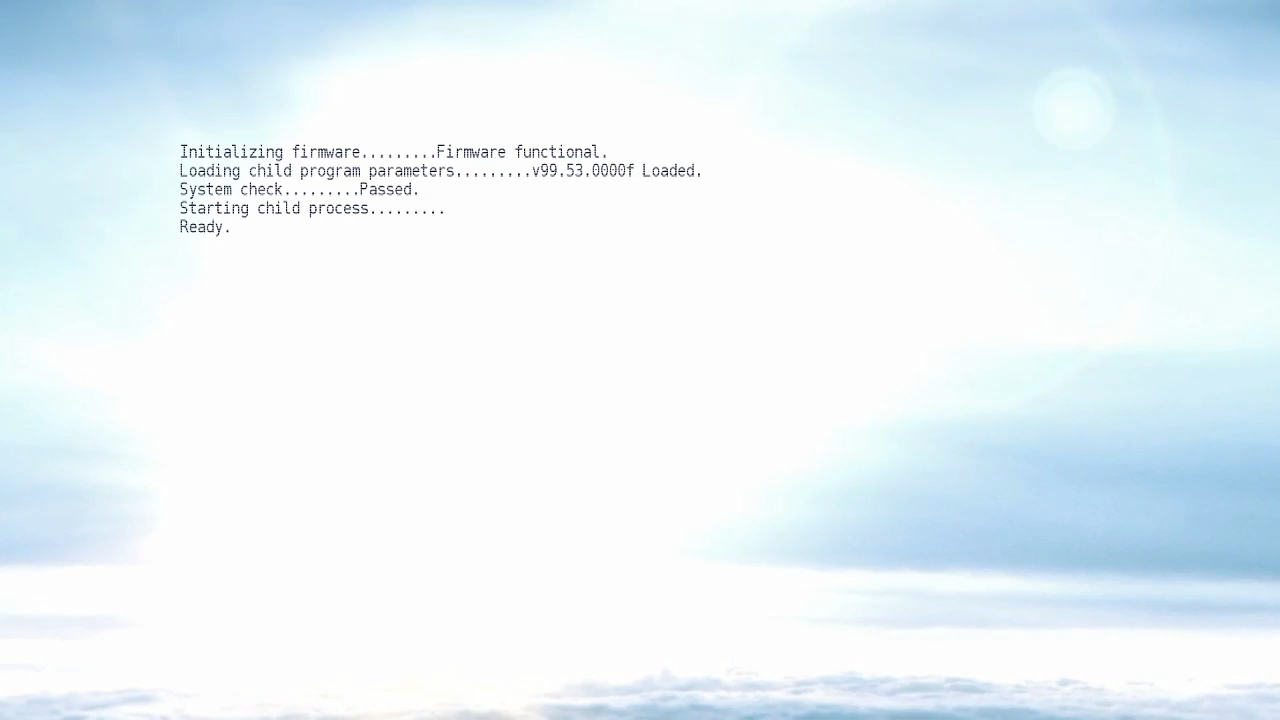 Initializing firmware.........Firmware functional.
Loading child program parameters.........v99.53.0000f Loaded.
System check.........Passed.
Starting child process.........
Ready.